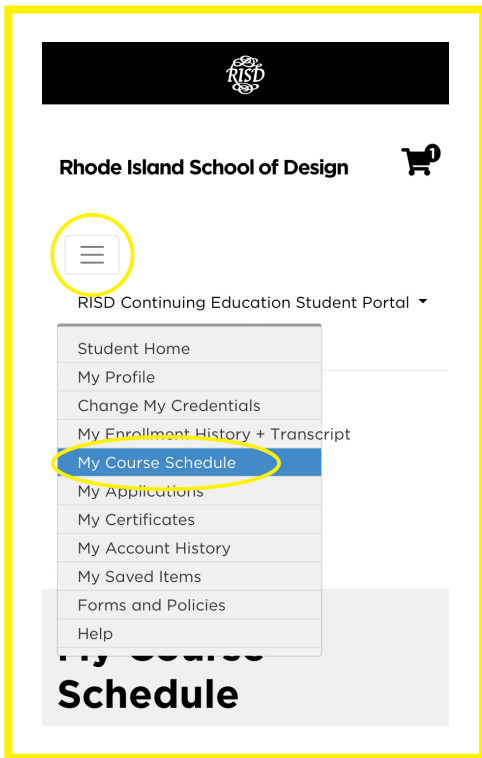 RISD
1
Rhode Island School of Design
RISD Continuing Education Student Portal
Student Home
My Profile
Change My Credentials
My Enrollment History + Transcript
My Course Schedule
My Applications
My Certificates
My Account History
My Saved Items
Forms and Policies
Help
My Course
Schedule